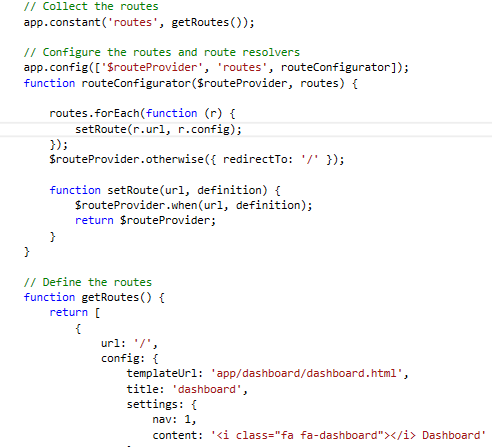 // Collect the routes
app.constant('routes', getRoutes());
// Configure the routes and route resolvers
app.config(['$routeProvider', 'routes', routeConfigurator]);
function routeConfigurator($routeProvider, routes) {
routes.forEach(function (r) {
setRoute(r.url, r.config);
});
$routeProvider.otherwise({ redirectTo: '/' });
function setRoute(url, definition) {
$routeProvider.when(url, definition);
return $routeProvider;
}
}
// Define the routes
function getRoutes() {
return [
{
url: '/',
config: {
templateUrl: 'app/dashboard/dashboard.html',
title: 'dashboard',
settings: {
nav: 1,
content: '<i class="fa fa-dashboard"></i> Dashboard'